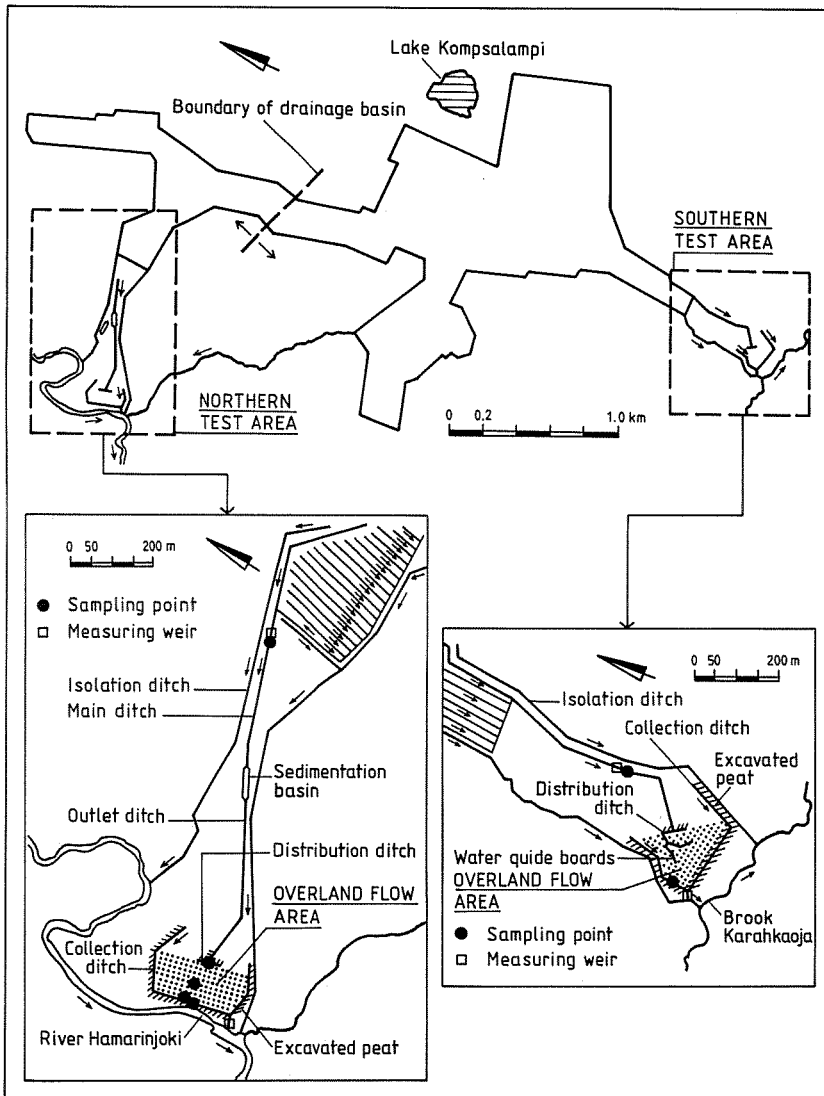 Lake Kompsalampi
Boundary of drainage basin
SOUTHERN
TEST AREA
NORTHERN
TEST AREA
0 0.2 1.0 km
0 50 200 m
Sampling point
Measuring weir
Isolation ditch
Main ditch
Sedimentation
basin
Outlet ditch
Distribution ditch
OVERLAND FLOW
AREA
Collection
ditch
River Hamarinjoki
Excavated peat
0 50 200 m
Isolation ditch
Collection ditch
Excavated
peat
Distribution
ditch
Water quide boards
OVERLAND FLOW
AREA
Brook
Karahkaoja
Sampling point
Measuring weir